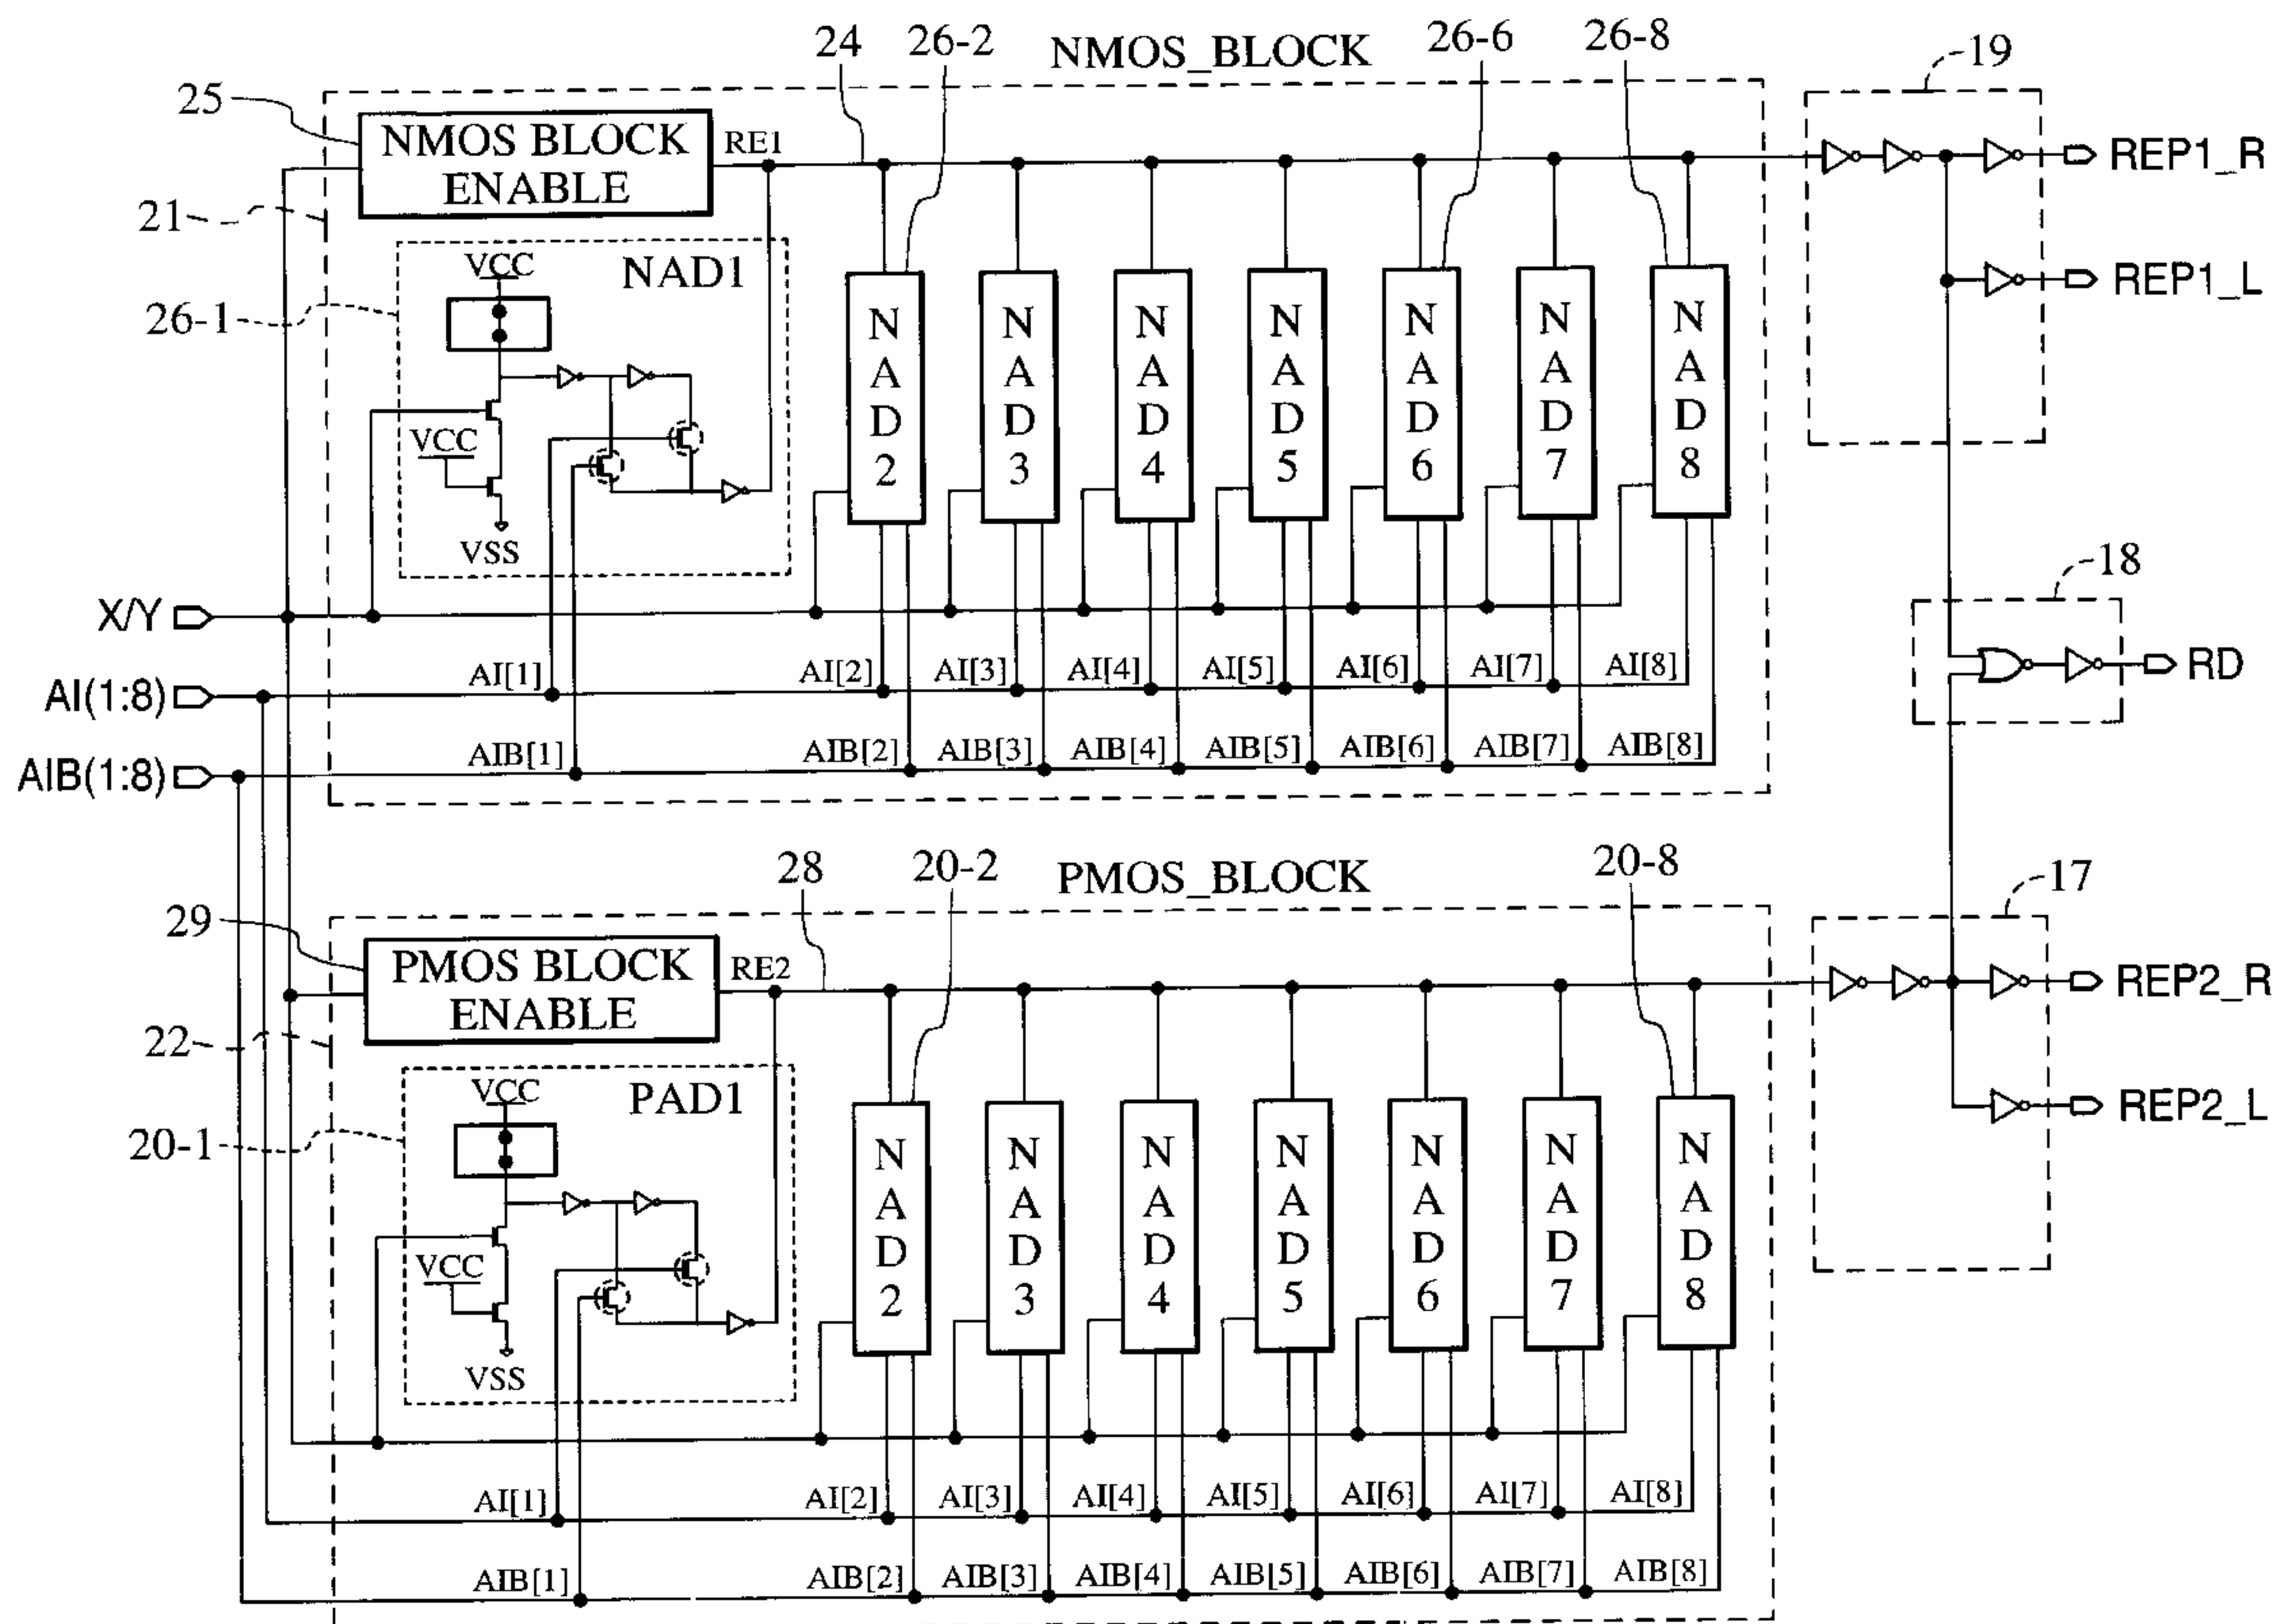 24
26-2
NMOS_BLOCK
26-6
26-8
19
25
NMOS BLOCK
ENABLE
RE1
REP1_R
21
VCC
NAD1
REP1_L
26-1
NAD2
NAD3
NAD4
NAD5
NAD6
NAD7
NAD8
VCC
VSS
18
X/Y
RD
AI(1:8)
AI[1]
AI[2]
AI[3]
AI[4]
AI[5]
AI[6]
AI[7]
AI[8]
AIB(1:8)
AIB[1]
AIB[2]
AIB[3]
AIB[4]
AIB[5]
AIB[6]
AIB[7]
AIB[8]
28
20-2
PMOS_BLOCK
20-8
17
29
PMOS BLOCK
ENABLE
RE2
REP2_R
22
VCC
PAD1
REP2_L
20-1
NAD2
NAD3
NAD4
NAD5
NAD6
NAD7
NAD8
VCC
VSS
AI[1]
AI[2]
AI[3]
AI[4]
AI[5]
AI[6]
AI[7]
AI[8]
AIB[1]
AIB[2]
AIB[3]
AIB[4]
AIB[5]
AIB[6]
AIB[7]
AIB[8]